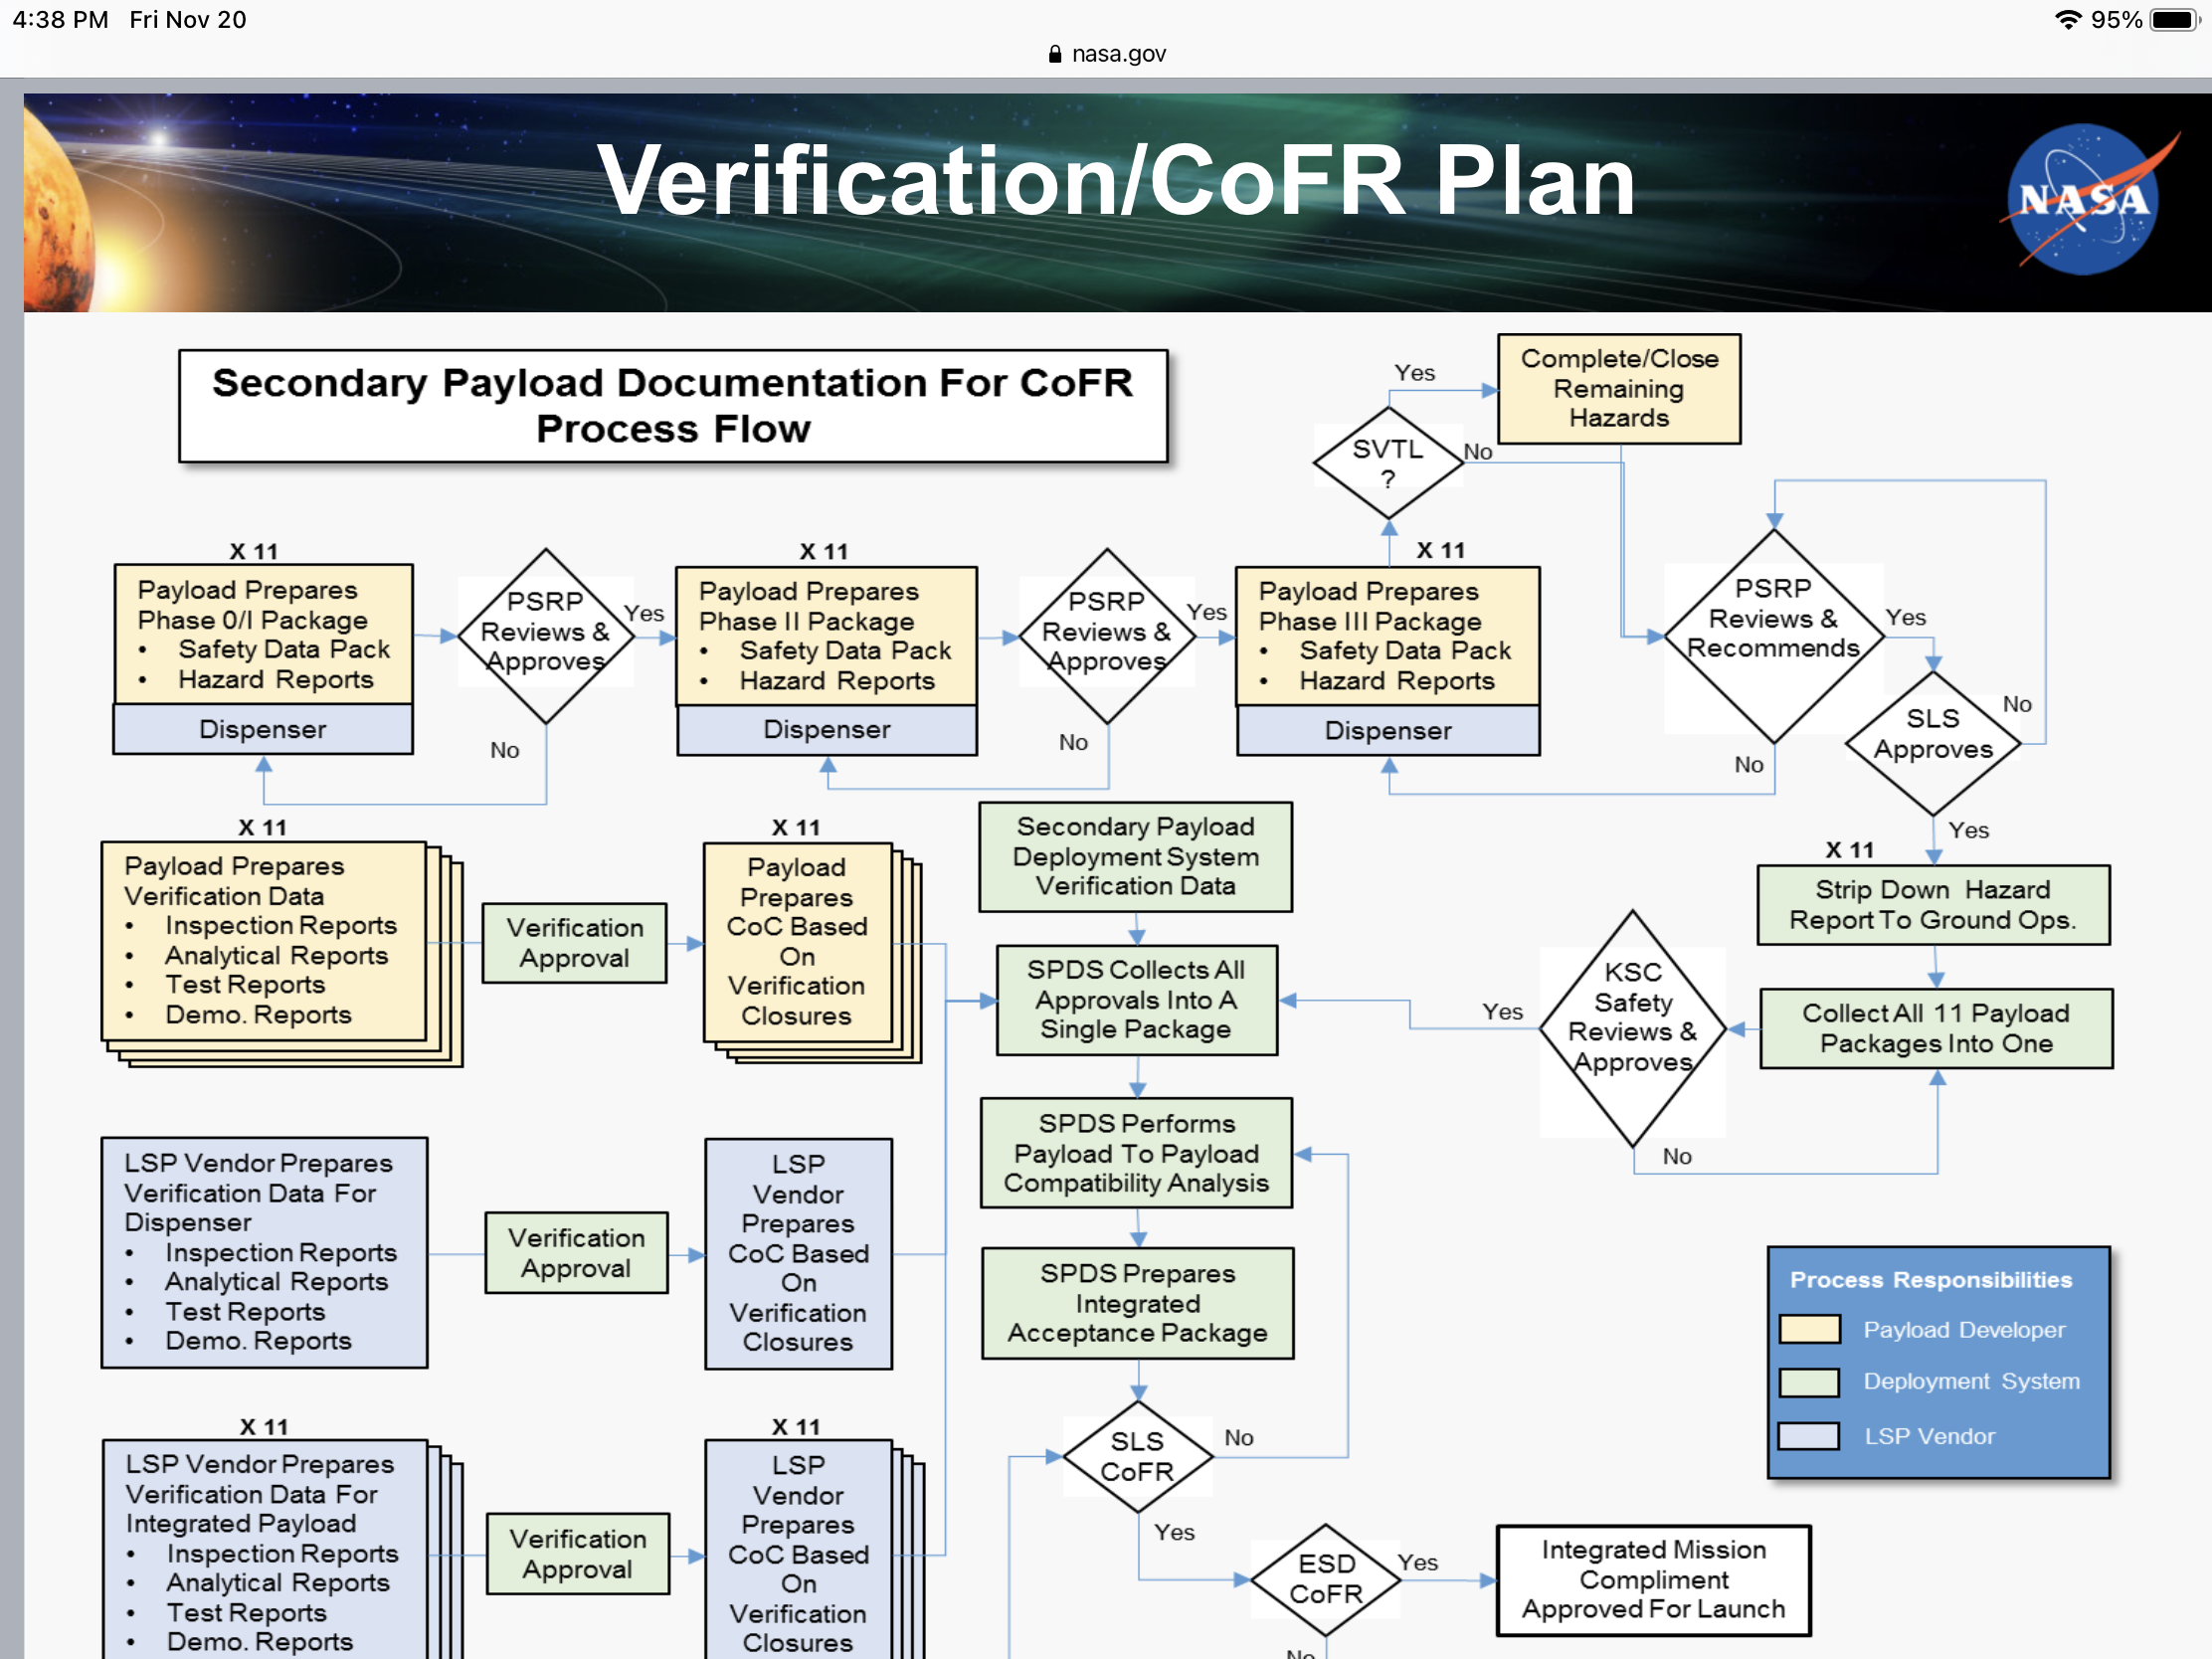 4:38 PM Fri Nov 20
95%
nasa.gov
Verification/CoFR Plan
NASA
Secondary Payload Documentation For CoFR
Process Flow
Yes
Complete/Close
Remaining
Hazards
SVTL
?
No
X 11
Payload Prepares
Phase 0/I Package
• Safety Data Pack
• Hazard Reports
Dispenser
PSRP
Reviews &
Approves
Yes
No
X 11
Payload Prepares
Phase II Package
• Safety Data Pack
• Hazard Reports
Dispenser
PSRP
Reviews &
Approves
Yes
No
X 11
Payload Prepares
Phase III Package
• Safety Data Pack
• Hazard Reports
Dispenser
PSRP
Reviews &
Recommends
Yes
No
SLS
Approves
No
Yes
X 11
Strip Down Hazard
Report To Ground Ops.
Collect All 11 Payload
Packages Into One
KSC
Safety
Reviews &
Approves
Yes
No
X 11
Payload Prepares
Verification Data
• Inspection Reports
• Analytical Reports
• Test Reports
• Demo. Reports
Verification
Approval
X 11
Payload
Prepares
CoC Based
On
Verification
Closures
Secondary Payload
Deployment System
Verification Data
SPDS Collects All
Approvals Into A
Single Package
SPDS Performs
Payload To Payload
Compatibility Analysis
SPDS Prepares
Integrated
Acceptance Package
LSP Vendor Prepares
Verification Data For
Dispenser
• Inspection Reports
• Analytical Reports
• Test Reports
• Demo. Reports
Verification
Approval
LSP
Vendor
Prepares
CoC Based
On
Verification
Closures
Process Responsibilities
Payload Developer
Deployment System
LSP Vendor
X 11
LSP Vendor Prepares
Verification Data For
Integrated Payload
• Inspection Reports
• Analytical Reports
• Test Reports
• Demo. Reports
Verification
Approval
X 11
LSP
Vendor
Prepares
CoC Based
On
Verification
Closures
SLS
CoFR
No
Yes
ESD
CoFR
Yes
No
Integrated Mission
Compliment
Approved For Launch